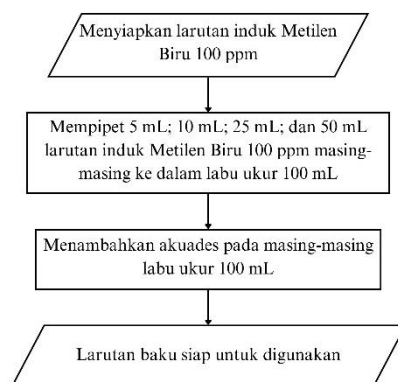 Menyiapkan larutan induk Metilen
Biru 100 ppm
Mempipet 5 mL; 10 mL; 25 mL; dan 50 mL
larutan induk Metilen Biru 100 ppm masing-
masing ke dalam labu ukur 100 mL
Menambahkan akuades pada masing-masing
labu ukur 100 mL
Larutan baku siap untuk digunakan